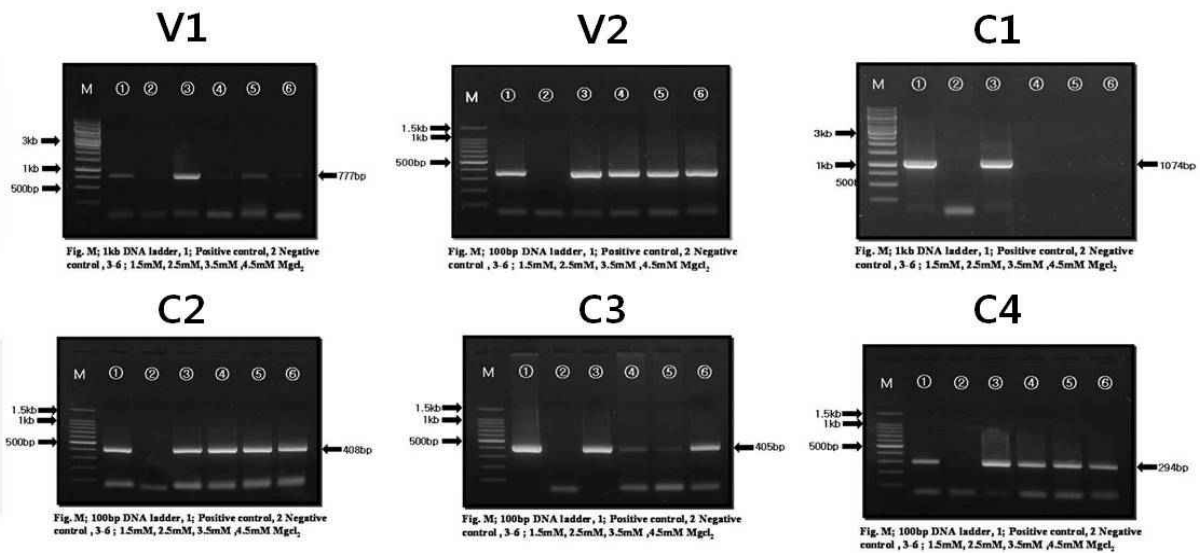 V1
V2
C1
M ① ② ③ ④ ⑤ ⑥
3kb
1kb
500bp
777bp
Fig. M; 1kb DNA ladder, 1; Positive control, 2 Negative
control , 3-6 ; 1.5mM, 2.5mM, 3.5mM ,4.5mM Mgcl₂
M ① ② ③ ④ ⑤ ⑥
1.5kb
1kb
500bp
Fig. M; 100bp DNA ladder, 1; Positive control, 2 Negative
control , 3-6 ; 1.5mM, 2.5mM, 3.5mM ,4.5mM Mgcl₂
M ① ② ③ ④ ⑤ ⑥
3kb
1kb
500
1074bp
Fig. M; 1kb DNA ladder, 1; Positive control, 2 Negative
control , 3-6 ; 1.5mM, 2.5mM, 3.5mM ,4.5mM Mgcl₂
C2
C3
C4
M ① ② ③ ④ ⑤ ⑥
1.5kb
1kb
500bp
408bp
Fig. M; 100bp DNA ladder, 1; Positive control, 2 Negative
control , 3-6 ; 1.5mM, 2.5mM, 3.5mM ,4.5mM Mgcl₂
M ① ② ③ ④ ⑤ ⑥
1.5kb
1kb
500bp
405bp
Fig. M; 100bp DNA ladder, 1; Positive control, 2 Negative
control , 3-6 ; 1.5mM, 2.5mM, 3.5mM ,4.5mM Mgcl₂
M ① ② ③ ④ ⑤ ⑥
1.5kb
1kb
500bp
294bp
Fig. M; 100bp DNA ladder, 1; Positive control, 2 Negative
control , 3-6 ; 1.5mM, 2.5mM, 3.5mM ,4.5mM Mgcl₂